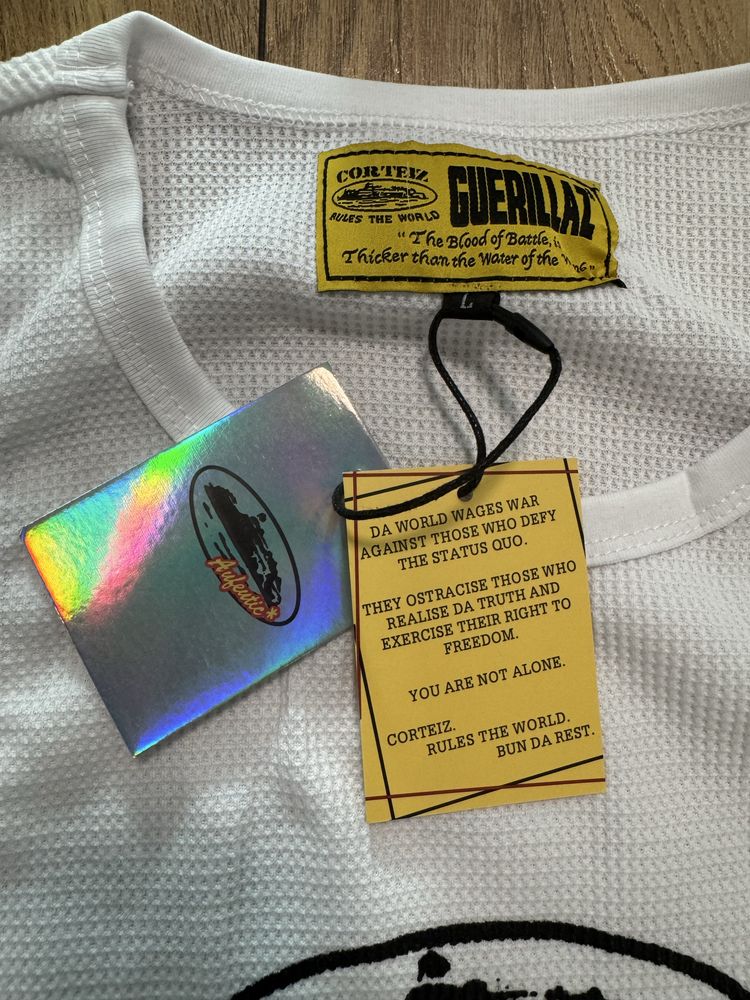 CORTEIZ
RULES THE WORLD
GUERILLAZ
"The Blood of Battle, is
Thicker than the Water of the
L
Aufentic*
DA WORLD WAGES WAR
AGAINST THOSE WHO DEFY
THE STATUS QUO.
THEY OSTRACISE THOSE WHO
REALISE DA TRUTH AND
EXERCISE THEIR RIGHT TO
FREEDOM.
YOU ARE NOT ALONE.
CORTEIZ.
RULES THE WORLD.
BUN DA REST.